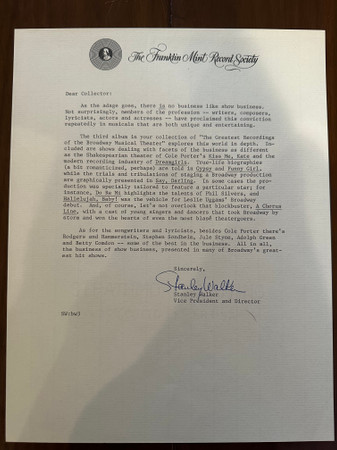 The Franklin Mint Record Society
Dear Collector:
As the adage goes, there is no business like show business.
Not surprisingly, members of the profession -- writers, composers,
lyricists, actors and actresses -- have proclaimed this conviction
repeatedly in musicals that are both unique and entertaining.
The third album in your collection of "The Greatest Recordings
of the Broadway Musical Theater" explores this world in depth. In-
cluded are shows dealing with facets of the business as different
as the Shakespearian theater of Cole Porter's Kiss Me, Kate and the
modern recording industry of Dreamgirls. True-life biographies
(a bit romanticized, perhaps) are told in Gypsy and Funny Girl,
while the trials and tribulations of staging a Broadway production
are graphically presented in Say, Darling. In some cases the pro-
duction was specially tailored to feature a particular star; for
instance, Do Re Mi highlights the talents of Phil Silvers, and
Hallelujah, Baby! was the vehicle for Leslie Uggams' Broadway
debut. And, of course, let's not overlook that blockbuster, A Chorus
Line, with a cast of young singers and dancers that took Broadway by
storm and won the hearts of even the most blasé theatergoers.
As for the songwriters and lyricists, besides Cole Porter there's
Rodgers and Hammerstein, Stephen Sondheim, Jule Styne, Adolph Green
and Betty Comden -- some of the best in the business. All in all,
the business of show business, presented in many of Broadway's great-
est hit shows.
Sincerely,
Stanley Walker
Stanley Walker
Vice President and Director
SW:bw3